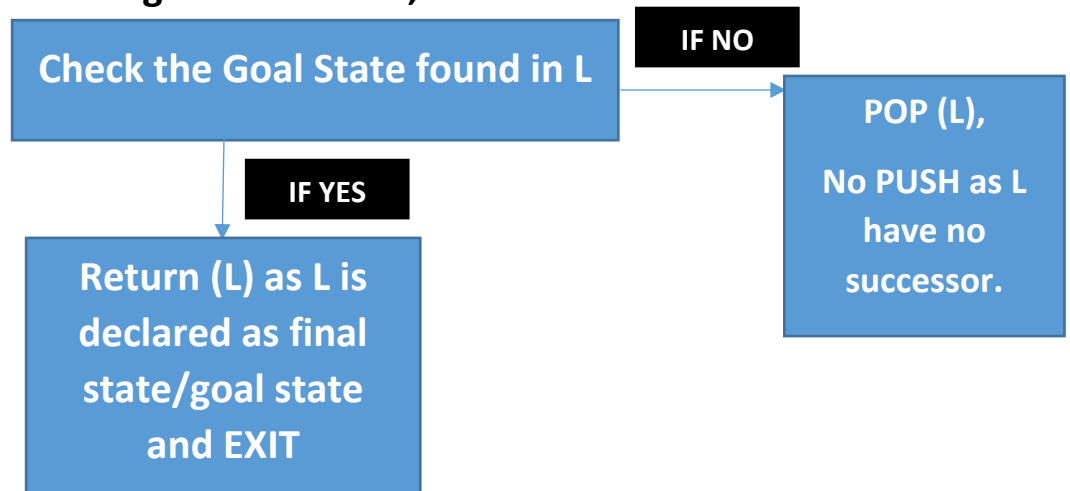 Check the Goal State found in L
IF NO
POP (L),
No PUSH as L
have no
successor.
IF YES
Return (L) as L is
declared as final
state/goal state
and EXIT